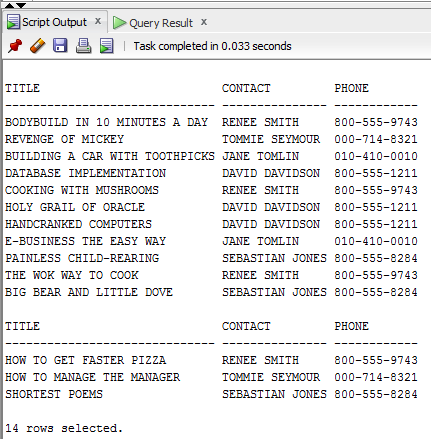 Script Output x Query Result x
Task completed in 0.033 seconds
TITLE CONTACT PHONE
------------------------------ --------------- ------------
BODYBUILD IN 10 MINUTES A DAY RENEE SMITH 800-555-9743
REVENGE OF MICKEY TOMMIE SEYMOUR 000-714-8321
BUILDING A CAR WITH TOOTHPICKS JANE TOMLIN 010-410-0010
DATABASE IMPLEMENTATION DAVID DAVIDSON 800-555-1211
COOKING WITH MUSHROOMS RENEE SMITH 800-555-9743
HOLY GRAIL OF ORACLE DAVID DAVIDSON 800-555-1211
HANDCRANKED COMPUTERS DAVID DAVIDSON 800-555-1211
E-BUSINESS THE EASY WAY JANE TOMLIN 010-410-0010
PAINLESS CHILD-REARING SEBASTIAN JONES 800-555-8284
THE WOK WAY TO COOK RENEE SMITH 800-555-9743
BIG BEAR AND LITTLE DOVE SEBASTIAN JONES 800-555-8284
TITLE CONTACT PHONE
------------------------------ --------------- ------------
HOW TO GET FASTER PIZZA RENEE SMITH 800-555-9743
HOW TO MANAGE THE MANAGER TOMMIE SEYMOUR 000-714-8321
SHORTEST POEMS SEBASTIAN JONES 800-555-8284
14 rows selected.